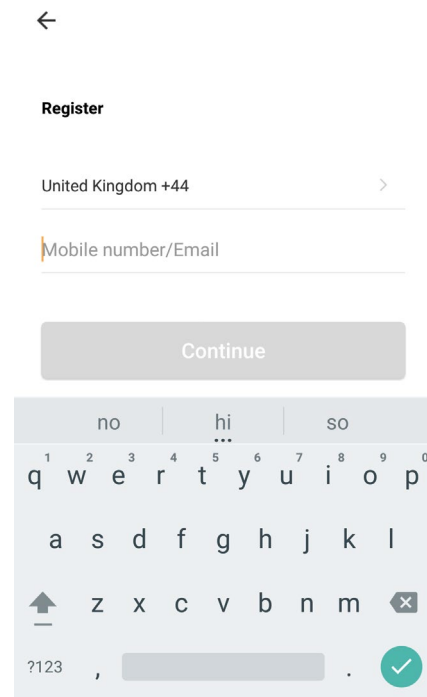 Register
United Kingdom +44
Mobile number/Email
Continue
no hi so
1 2 3 4 5 6 7 8 9 0
q w e r t y u i o p
a s d f g h j k l
z x c v b n m
?123 , .